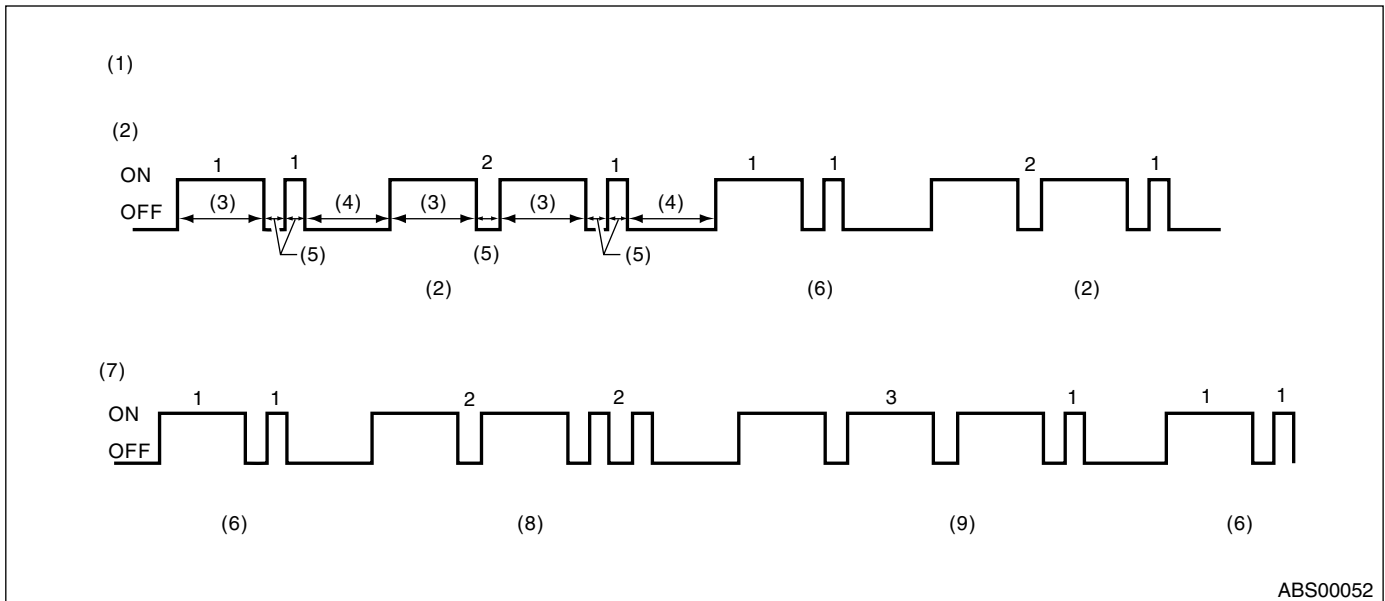 (1)
(2)
1 1 2 1 1 1 2 1
ON
OFF (3) (4) (3) (3) (4)
(5) (5) (5)
(2) (6) (2)
(7)
1 1 2 2 3 1 1 1
ON
OFF
(6) (8) (9) (6)
ABS00052